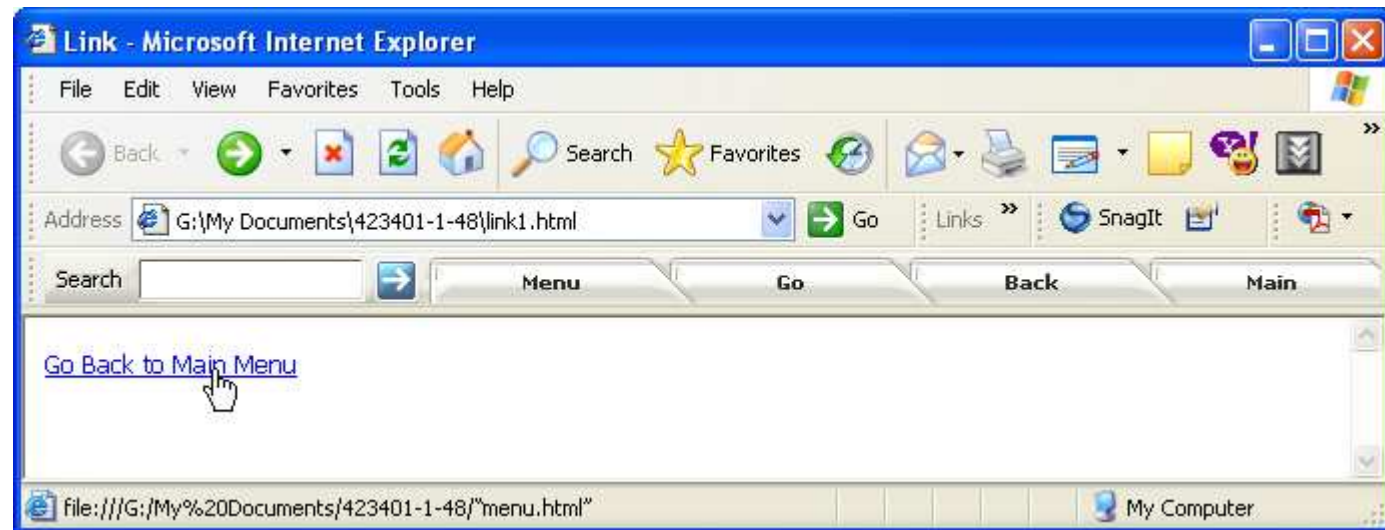 Link - Microsoft Internet Explorer
File Edit View Favorites Tools Help
Back Search Favorites »
Address G:\My Documents\423401-1-48\link1.html Go Links » SnagIt
Search Menu Go Back Main
Go Back to Main Menu
file:///G:/My%20Documents/423401-1-48/“menu.html” My Computer